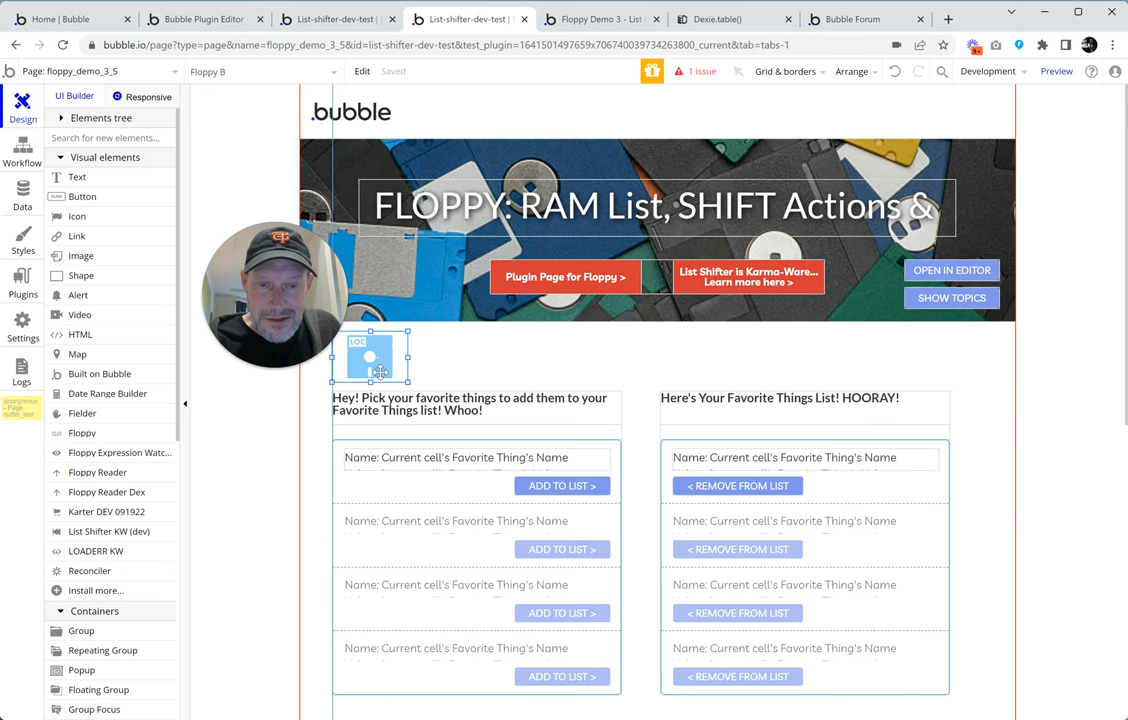 Home | Bubble
Bubble Plugin Editor -
List-shifter-dev-test |
List-shifter-dev-test |
Floppy Demo 3 - List
Dexie.table()
Bubble Forum
bubble.io/page?type=page&name=floppy_demo_3_5&id=list-shifter-dev-test&test_plugin=1641501497659x706740039734263800_current&tab=tabs-1
9+
Page: floppy_demo_3_5
Floppy B
Edit
Saved
1 issue
Grid & borders
Arrange
Development
Preview
Design
Workflow
Data
Styles
Plugins
Settings
Logs
anonymous
- Page
duffel_test
UI Builder
Responsive
Elements tree
Search for new elements...
Visual elements
Text
CLICK
Button
Icon
Link
Image
Shape
Alert
Video
HTML
Map
Built on Bubble
Date Range Builder
Fielder
Floppy
Floppy Expression Watc...
Floppy Reader
Floppy Reader Dex
Karter DEV 091922
List Shifter KW (dev)
LOADERR KW
Reconciler
Install more...
Containers
Group
Repeating Group
Popup
Floating Group
Group Focus
.bubble
FLOPPY: RAM List, SHIFT Actions &
Plugin Page for Floppy >
List Shifter is Karma-Ware...
Learn more here >
OPEN IN EDITOR
SHOW TOPICS
LOC
Hey! Pick your favorite things to add them to your
Favorite Things list! Whoo!
Name: Current cell's Favorite Thing's Name
ADD TO LIST >
Name: Current cell's Favorite Thing's Name
ADD TO LIST >
Name: Current cell's Favorite Thing's Name
ADD TO LIST >
Name: Current cell's Favorite Thing's Name
ADD TO LIST >
Here's Your Favorite Things List! HOORAY!
Name: Current cell's Favorite Thing's Name
< REMOVE FROM LIST
Name: Current cell's Favorite Thing's Name
< REMOVE FROM LIST
Name: Current cell's Favorite Thing's Name
< REMOVE FROM LIST
Name: Current cell's Favorite Thing's Name
< REMOVE FROM LIST